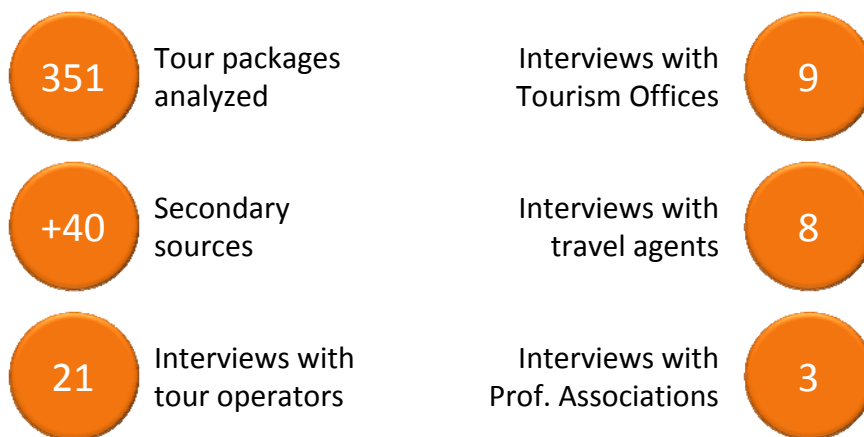 351
Tour packages
analyzed
Interviews with
Tourism Offices
9
+40
Secondary
sources
Interviews with
travel agents
8
21
Interviews with
tour operators
Interviews with
Prof. Associations
3